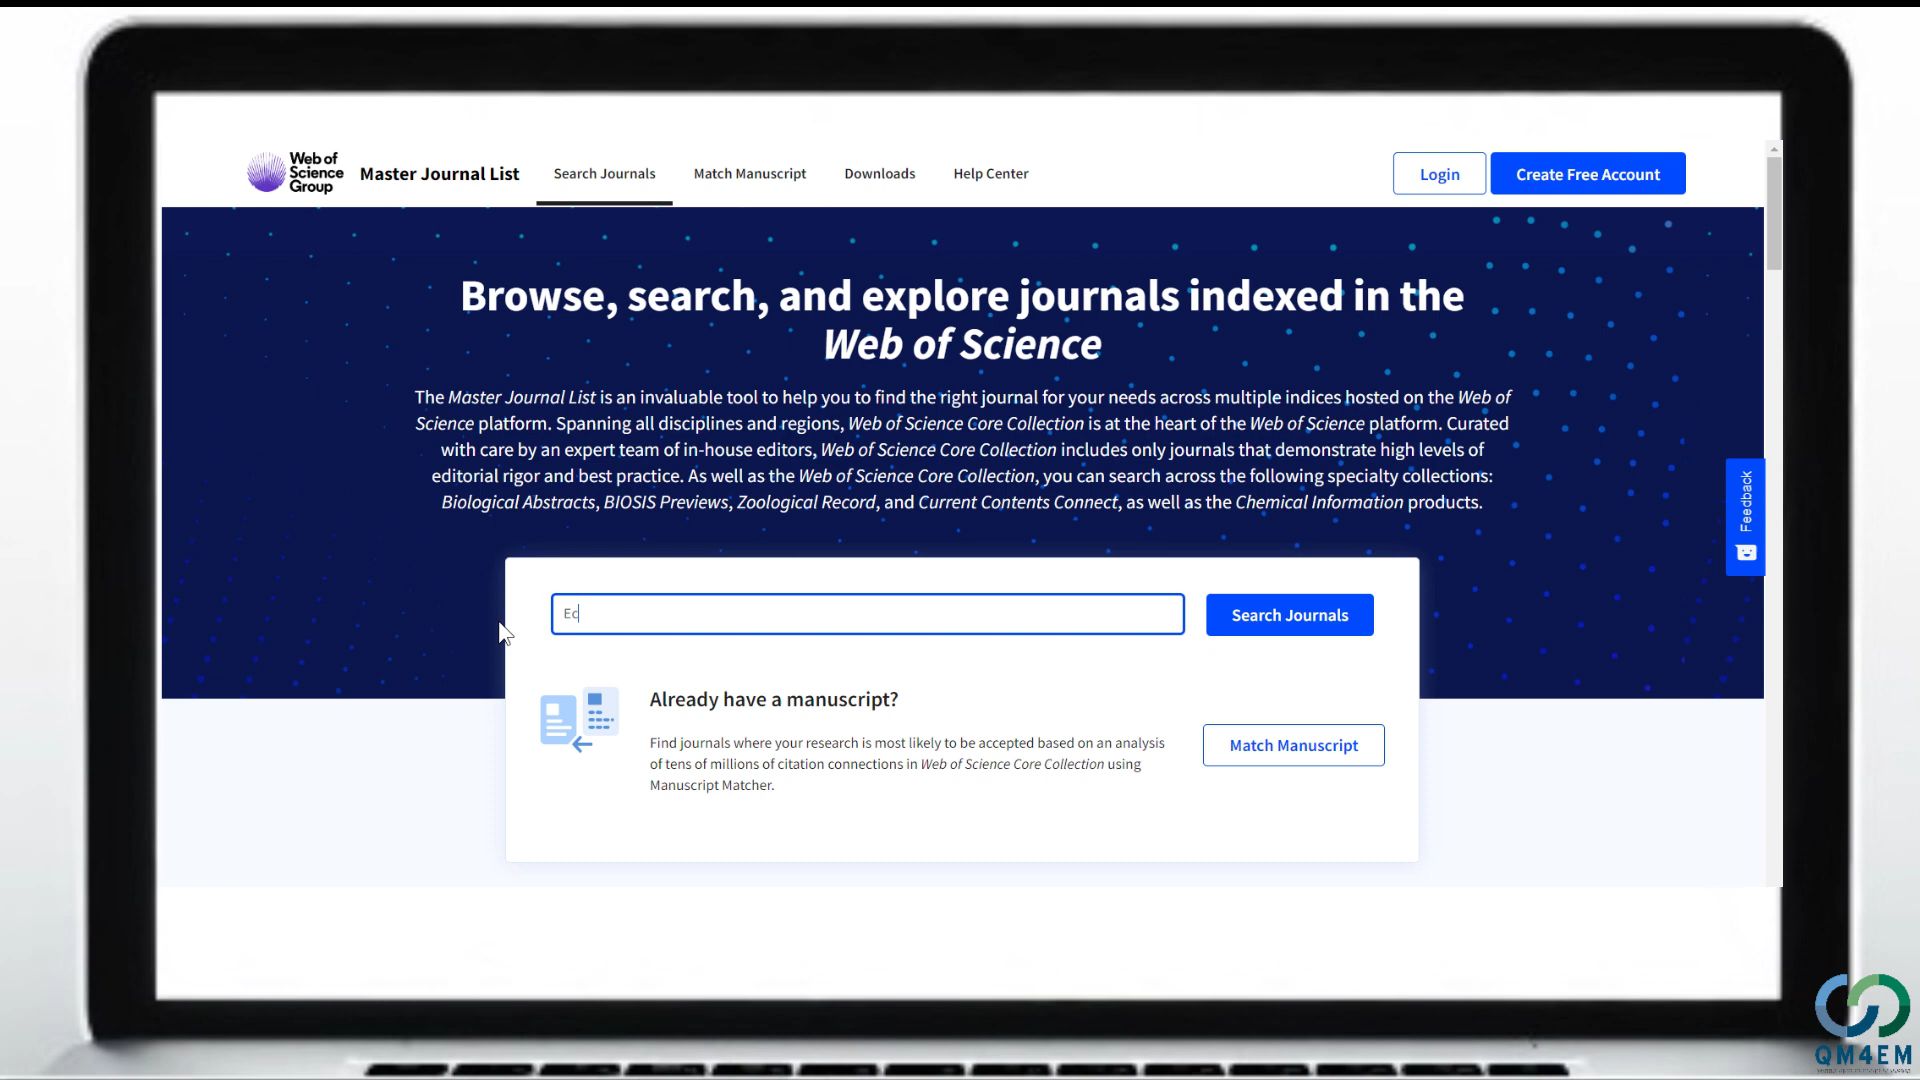 Web of
Science
Group
Master Journal List
Search Journals
Match Manuscript
Downloads
Help Center
Login
Create Free Account
Browse, search, and explore journals indexed in the
Web of Science
The Master Journal List is an invaluable tool to help you to find the right journal for your needs across multiple indices hosted on the Web of
Science platform. Spanning all disciplines and regions, Web of Science Core Collection is at the heart of the Web of Science platform. Curated
with care by an expert team of in-house editors, Web of Science Core Collection includes only journals that demonstrate high levels of
editorial rigor and best practice. As well as the Web of Science Core Collection, you can search across the following specialty collections:
Biological Abstracts, BIOSIS Previews, Zoological Record, and Current Contents Connect, as well as the Chemical Information products.
Feedback
Ec
Search Journals
Already have a manuscript?
Find journals where your research is most likely to be accepted based on an analysis
of tens of millions of citation connections in Web of Science Core Collection using
Manuscript Matcher.
Match Manuscript
QM4EM